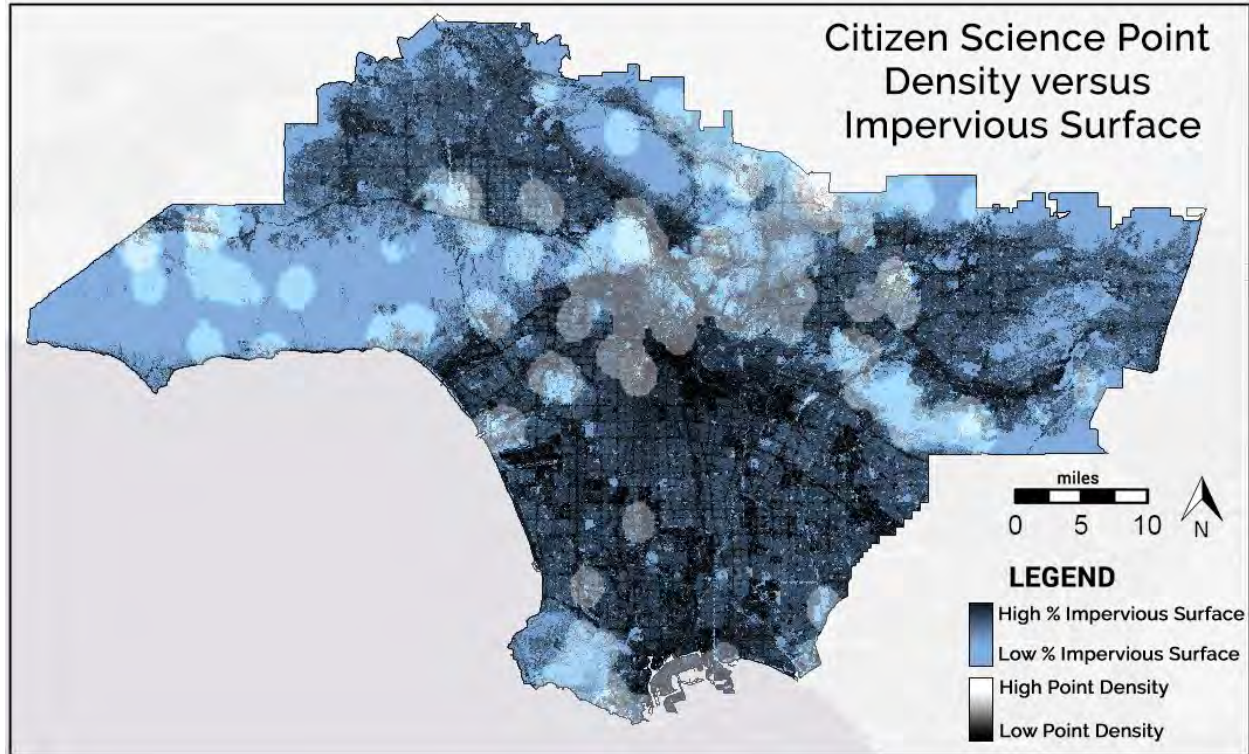 Citizen Science Point
Density versus
Impervious Surface
miles
0 5 10
N
LEGEND
High % Impervious Surface
Low % Impervious Surface
High Point Density
Low Point Density